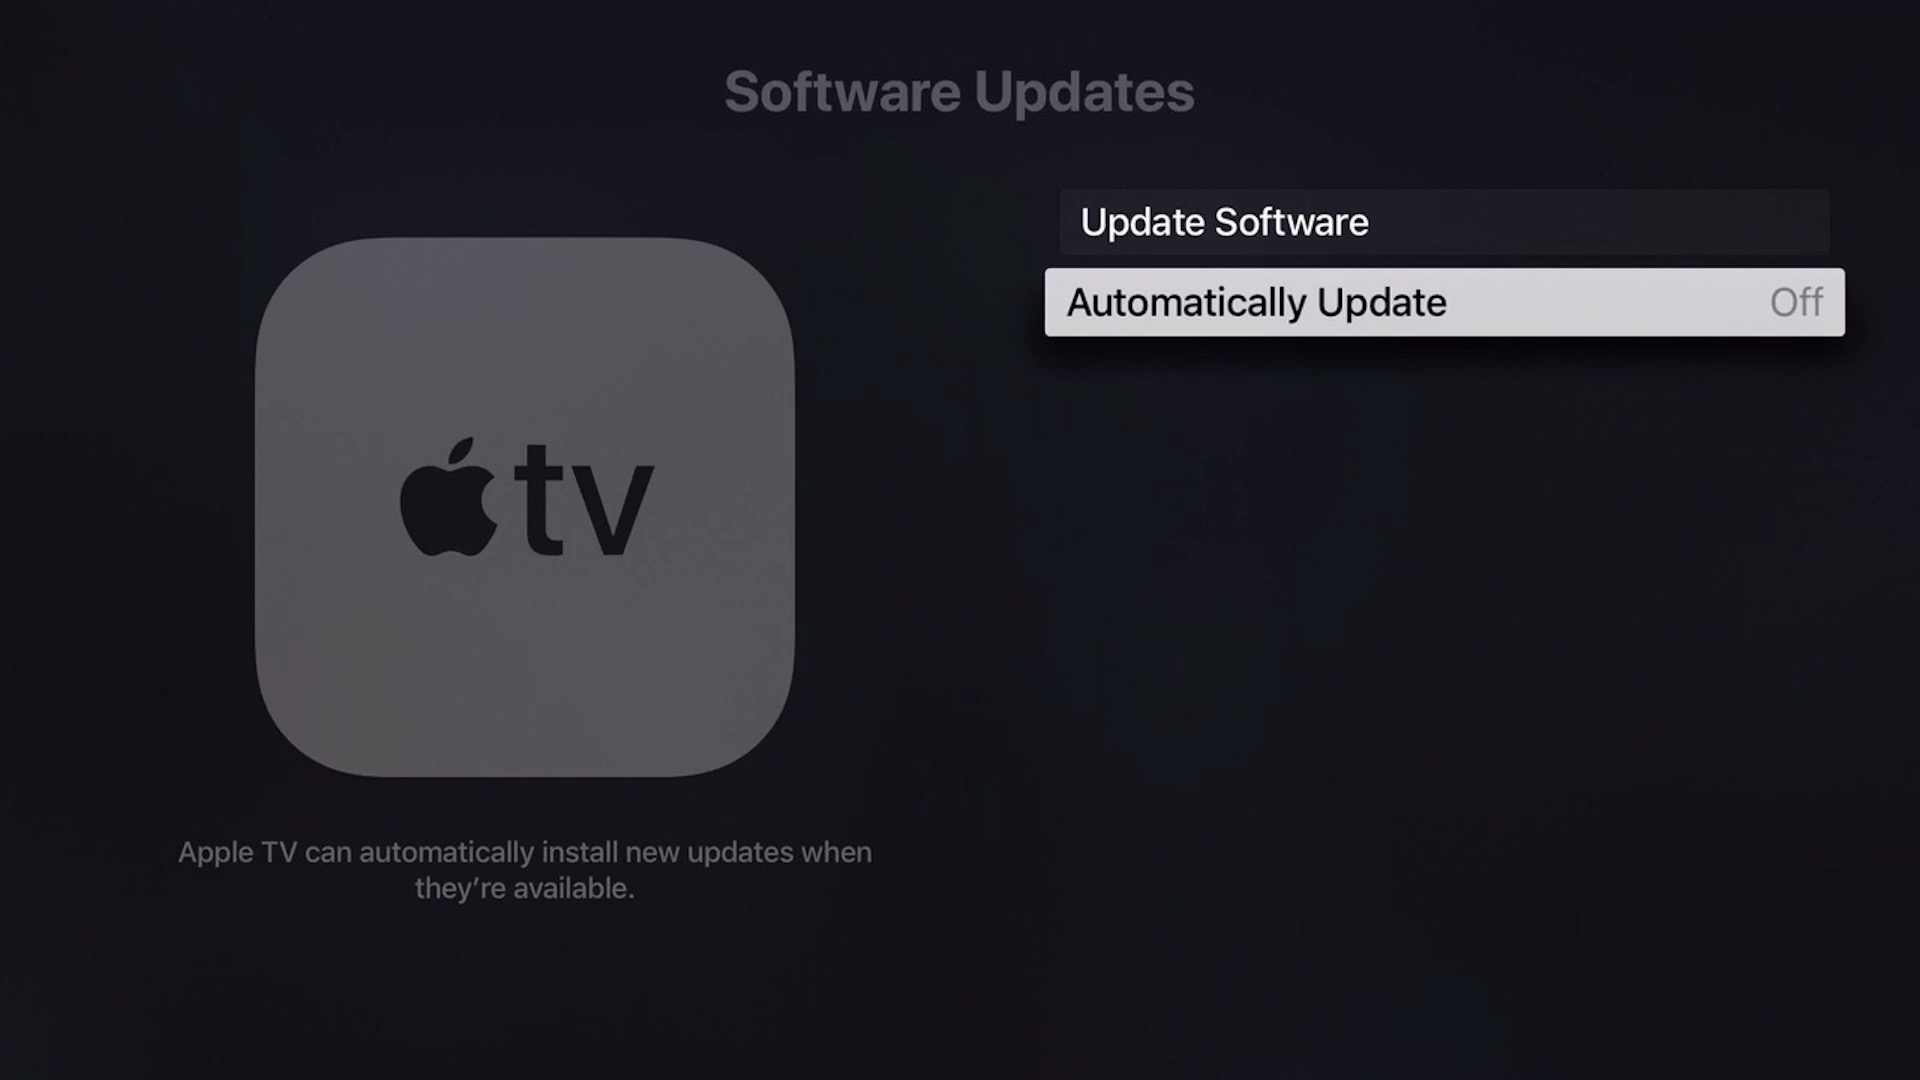 Software Updates
Update Software
Automatically Update Off
tv
Apple TV can automatically install new updates when
they’re available.